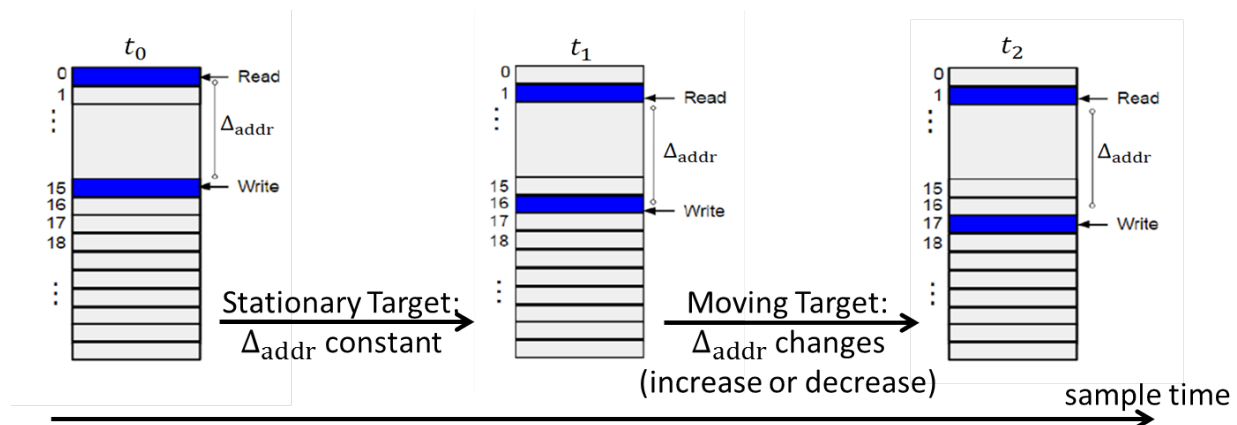 t₀
0
Read
1
⋮
Δaddr
15
Write
16
17
18
⋮
Stationary Target:
Δaddr constant
t₁
0
1
Read
⋮
Δaddr
15
16
Write
17
18
⋮
Moving Target:
Δaddr changes
(increase or decrease)
t₂
0
1
Read
⋮
Δaddr
15
16
17
Write
18
⋮
sample time